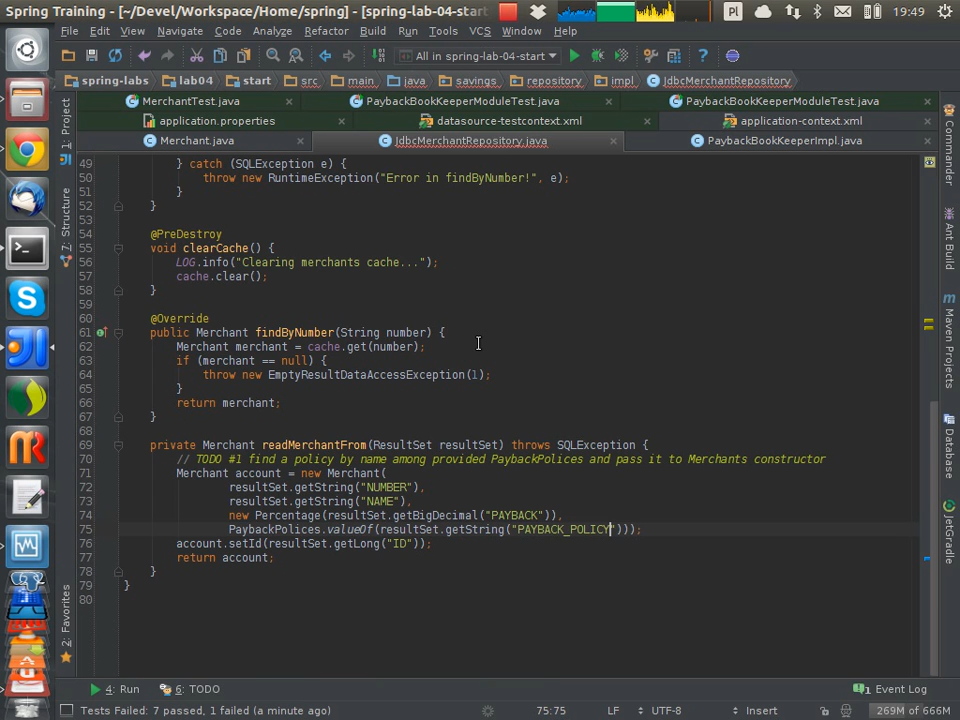 Spring Training - [~/Devel/Workspace/Home/spring] - [spring-lab-04-start
Pl
19:49
File Edit View Navigate Code Analyze Refactor Build Run Tools VCS Window Help
All in spring-lab-04-start
spring-labs lab04 start src main java savings repository impl JdbcMerchantRepository
MerchantTest.java PaybackBookKeeperModuleTest.java PaybackBookKeeperModuleTest.java
application.properties datasource-testcontext.xml application-context.xml
Merchant.java JdbcMerchantRepository.java PaybackBookKeeperImpl.java
1: Project
7: Structure
2: Favorites
49 } catch (SQLException e) {
50 throw new RuntimeException("Error in findByNumber!", e);
51 }
52 }
53
54 @PreDestroy
55 void clearCache() {
56 LOG.info("Clearing merchants cache...");
57 cache.clear();
58 }
59
60 @Override
61 public Merchant findByNumber(String number) {
62 Merchant merchant = cache.get(number);
63 if (merchant == null) {
64 throw new EmptyResultDataAccessException(1);
65 }
66 return merchant;
67 }
68
69 private Merchant readMerchantFrom(ResultSet resultSet) throws SQLException {
70 // TODO #1 find a policy by name among provided PaybackPolices and pass it to Merchants constructor
71 Merchant account = new Merchant(
72 resultSet.getString("NUMBER"),
73 resultSet.getString("NAME"),
74 new Percentage(resultSet.getBigDecimal("PAYBACK")),
75 PaybackPolices.valueOf(resultSet.getString("PAYBACK_POLICY")));
76 account.setId(resultSet.getLong("ID"));
77 return account;
78 }
79 }
80
Commander
Ant Build
Maven Projects
Database
JetGradle
4: Run 6: TODO 1 Event Log
Tests Failed: 7 passed, 1 failed (a minute ago) 75:75 LF UTF-8 Insert 269M of 666M